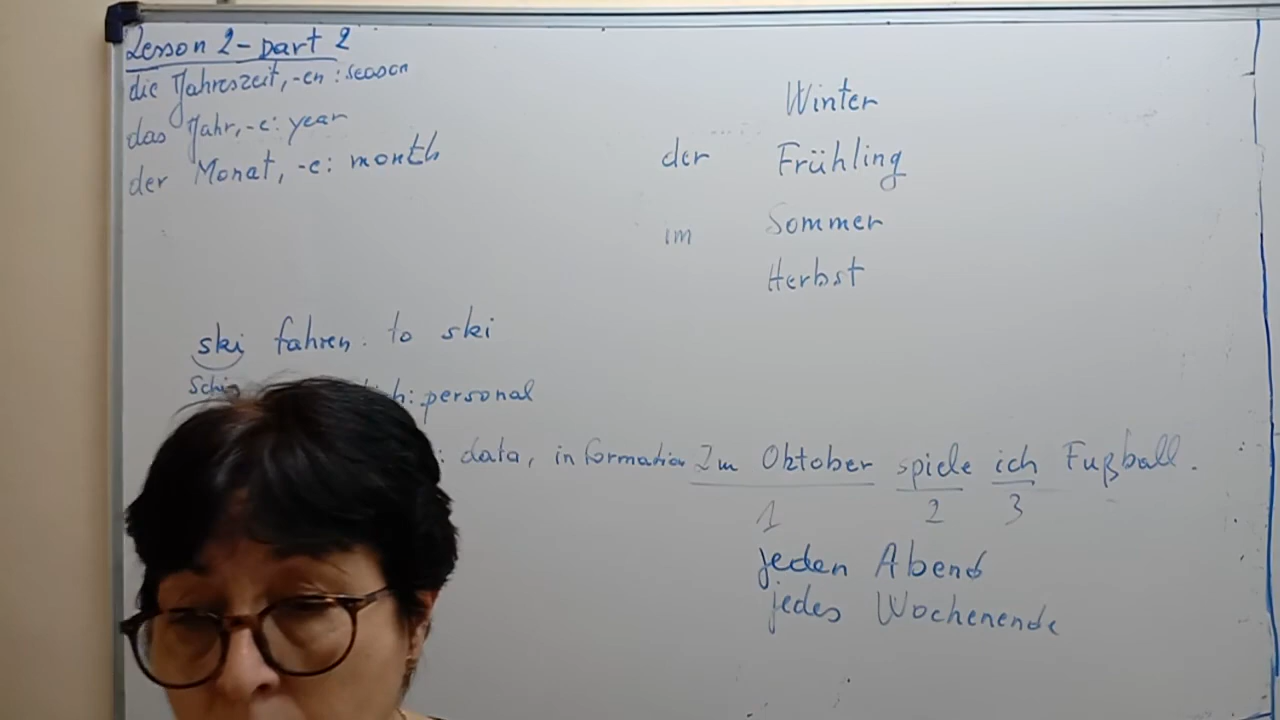 Lesson 2 - part 2
die Jahreszeit, -en : season
das Jahr, -e: year
der Monat, -e: month
Winter
der Frühling
im Sommer
Herbst
ski fahren: to ski
: personal
: data, information
Im Oktober spiele ich Fußball.
1 2 3
jeden Abend
jedes Wochenende